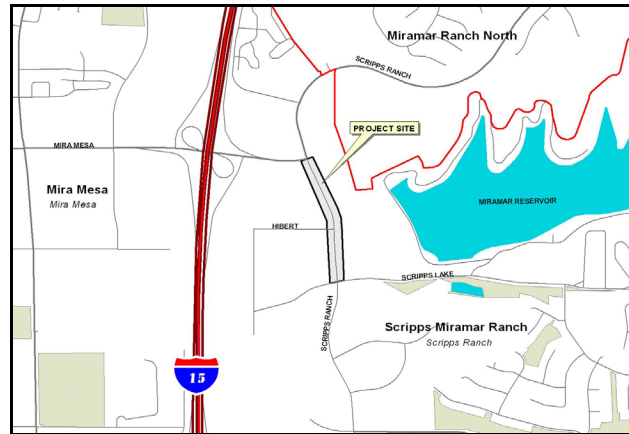 Miramar Ranch North
SCRIPPS RANCH
PROJECT SITE
MIRA MESA
Mira Mesa
Mira Mesa
MIRAMAR RESERVOIR
HIBERT
SCRIPPS LAKE
SCRIPPS RANCH
Scripps Miramar Ranch
Scripps Ranch
15